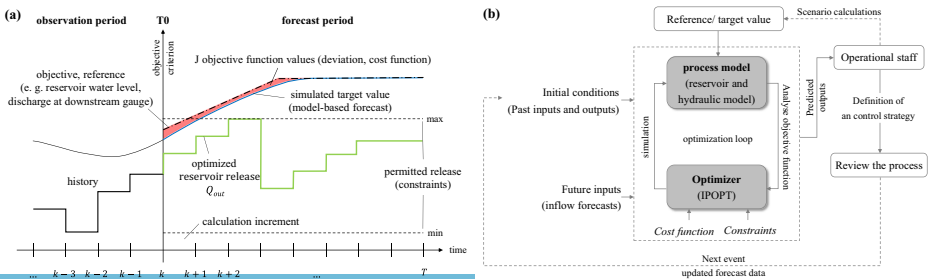 (a)
observation period
T0
forecast period
objective
criterion
J objective function values (deviation, cost function)
objective, reference
(e. g. reservoir water level,
discharge at downstream gauge)
simulated target value
(model-based forecast)
max
optimized
reservoir release
Q_out
history
permitted release
(constraints)
calculation increment
min
time
... k − 3 k − 2 k − 1 k k + 1 k + 2 ... T
(b)
Reference/ target value
Scenario calculations
process model
(reservoir and
hydraulic model)
Operational staff
Initial conditions
(Past inputs and outputs)
Predicted
outputs
Analyse objective function
simulation
optimization loop
Definition of
an control strategy
Review the process
Optimizer
(IPOPT)
Future inputs
(inflow forecasts)
Cost function
Constraints
Next event
updated forecast data